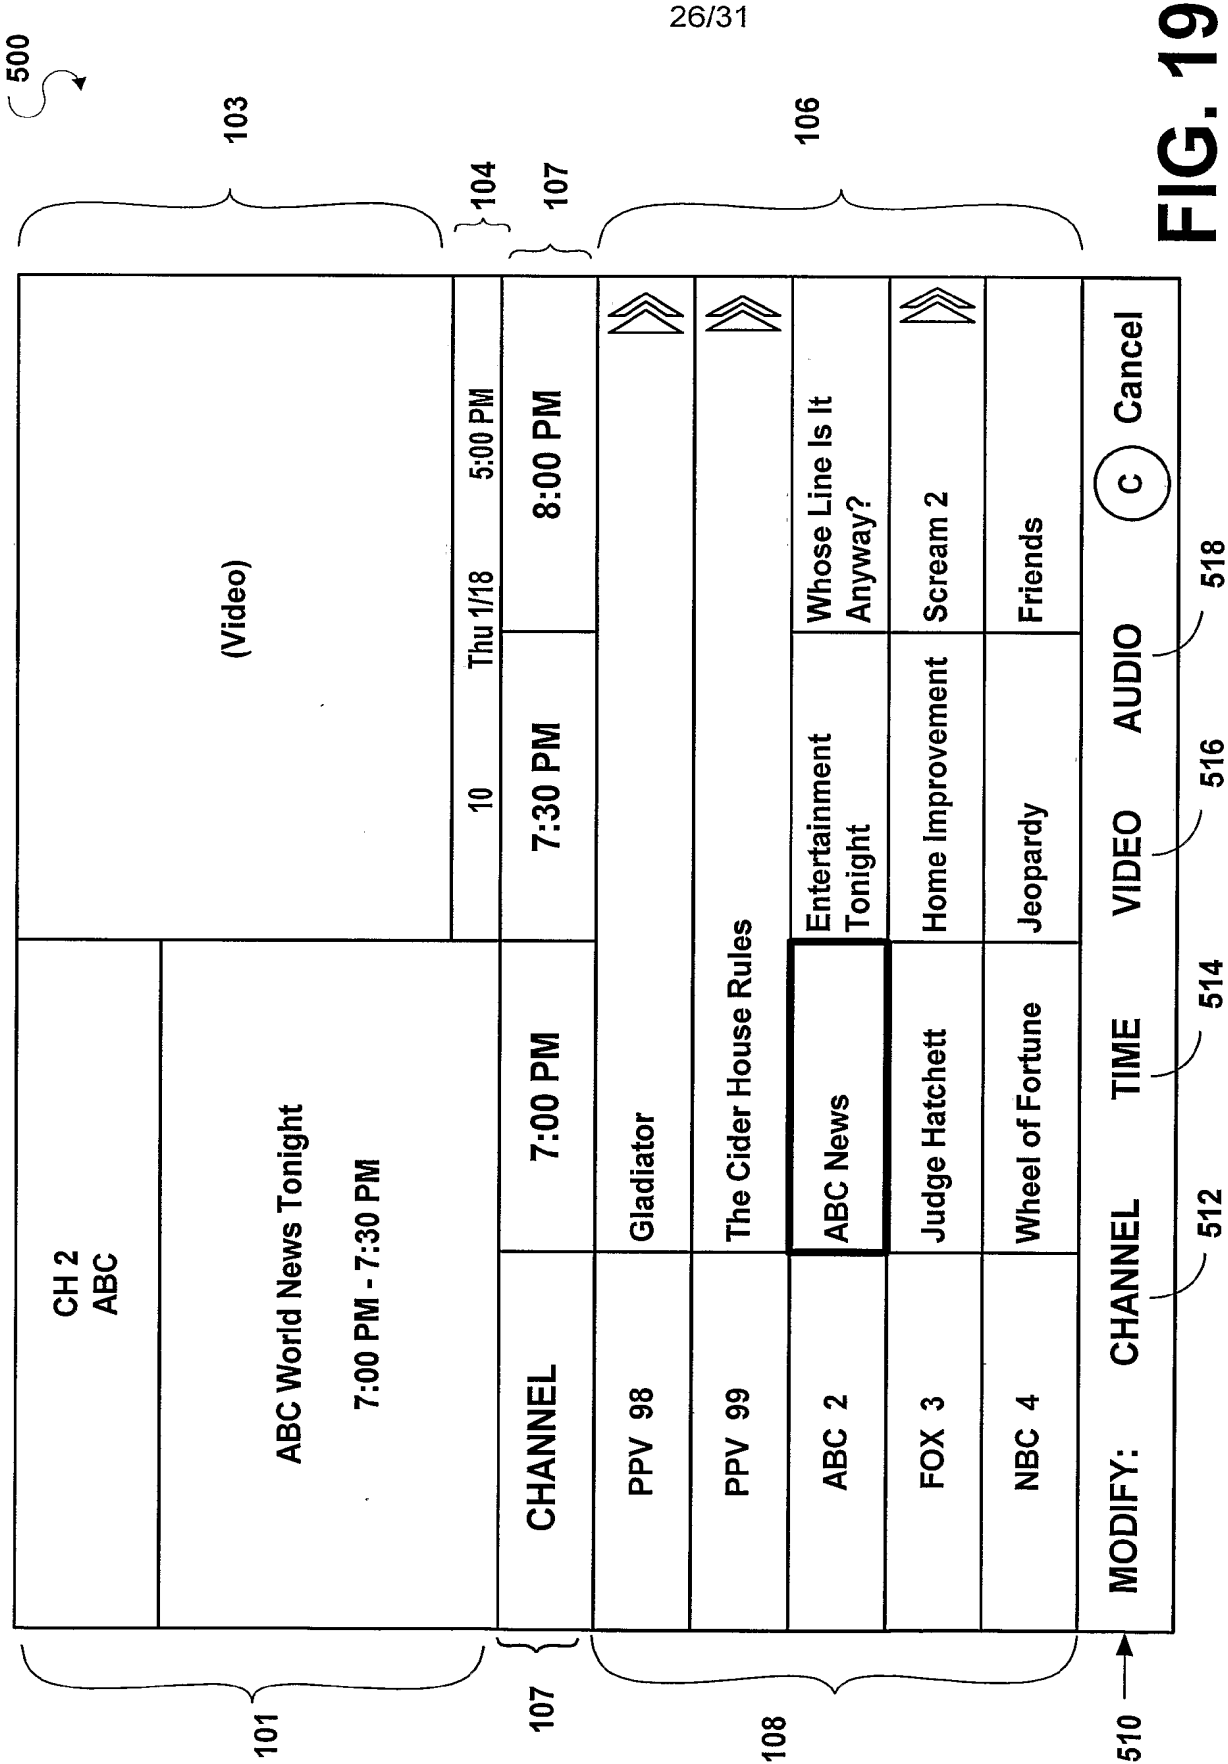 26/31
500
CH 2
ABC
(Video)
103
ABC World News Tonight
7:00 PM - 7:30 PM
101
10 Thu 1/18 5:00 PM
104
107
CHANNEL 7:00 PM 7:30 PM 8:00 PM
107
PPV 98 Gladiator
PPV 99 The Cider House Rules
ABC 2 ABC News Entertainment Tonight Whose Line Is It Anyway?
FOX 3 Judge Hatchett Home Improvement Scream 2
NBC 4 Wheel of Fortune Jeopardy Friends
108
106
510
MODIFY: CHANNEL TIME VIDEO AUDIO C Cancel
512 514 516 518
FIG. 19